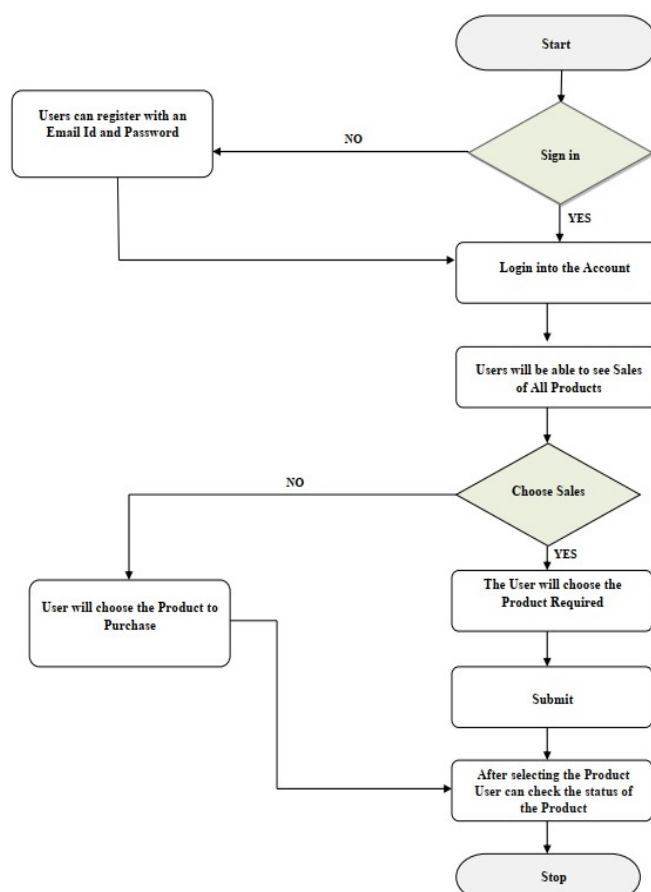 Start
Users can register with an
Email Id and Password
NO
Sign in
YES
Login into the Account
Users will be able to see Sales
of All Products
NO
Choose Sales
YES
User will choose the Product to
Purchase
The User will choose the
Product Required
Submit
After selecting the Product
User can check the status of
the Product
Stop